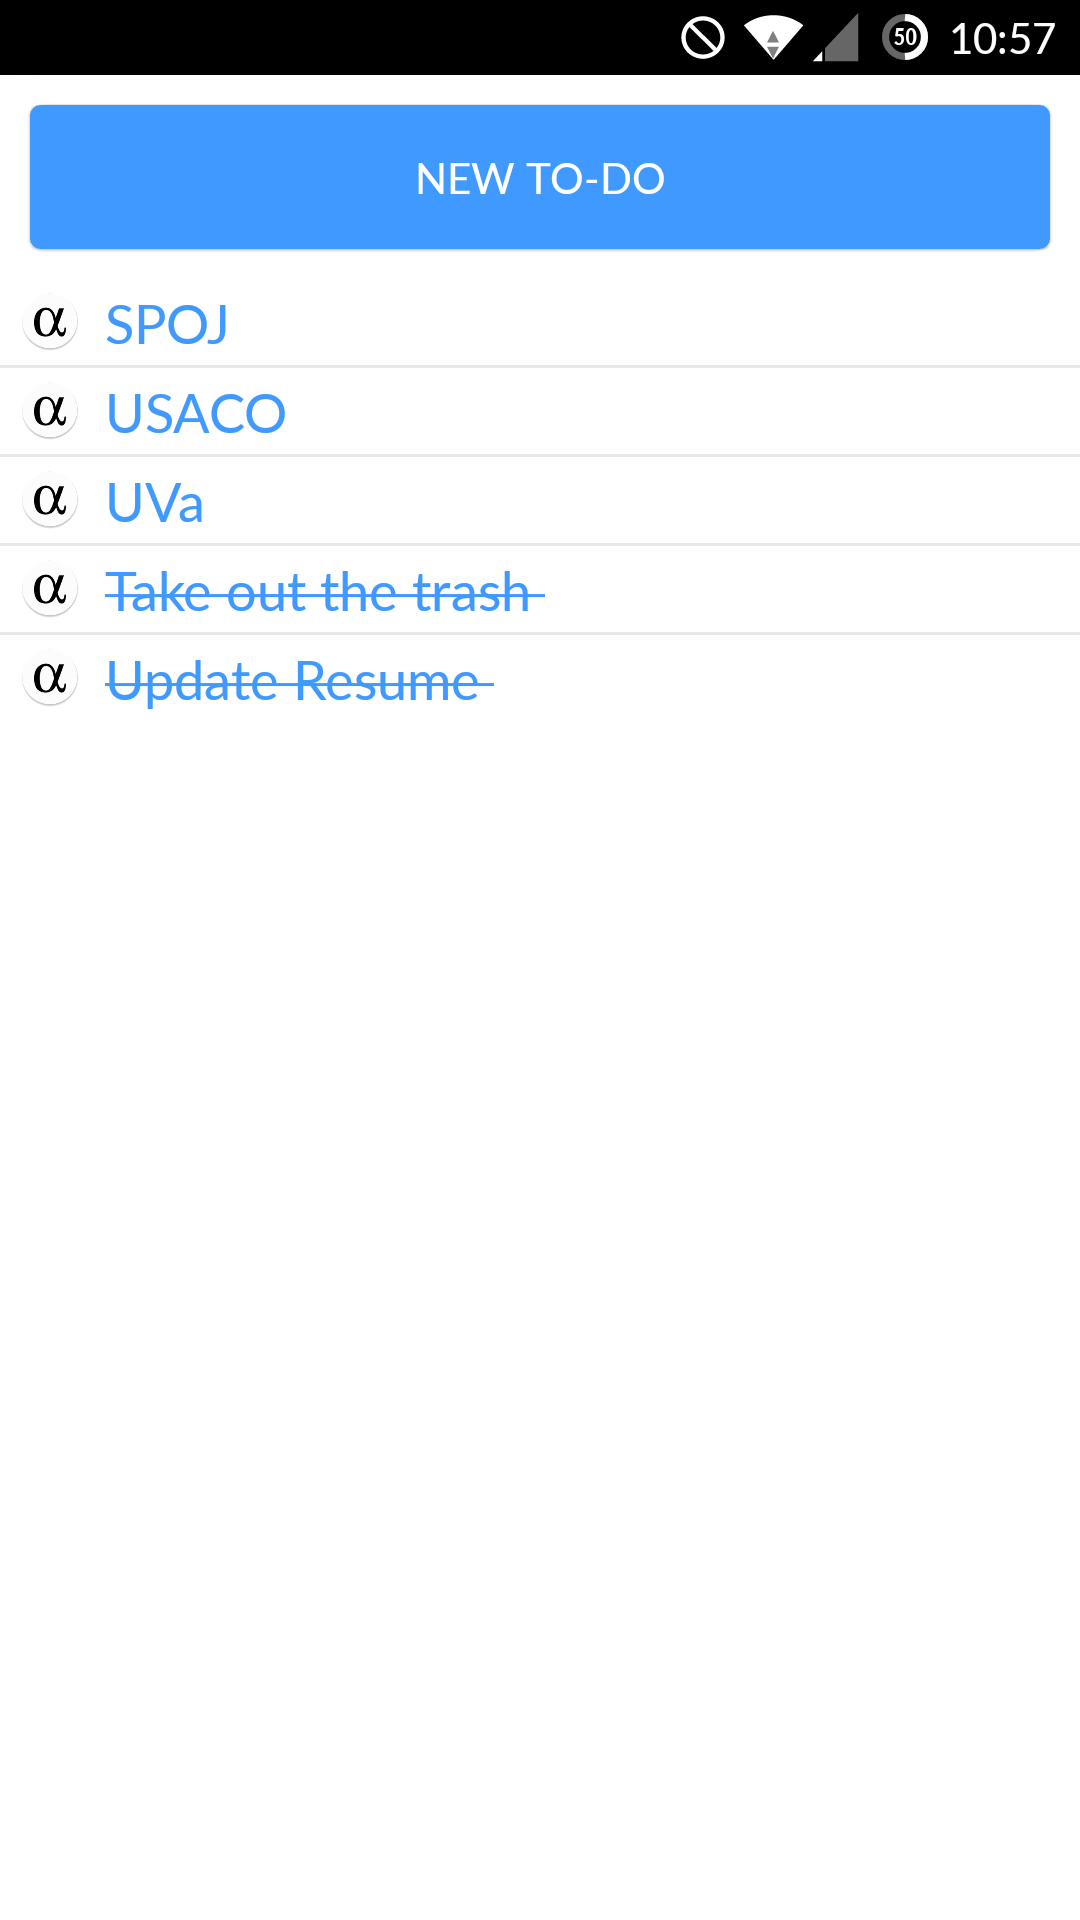 50 10:57
NEW TO-DO
α SPOJ
α USACO
α UVa
α Take out the trash
α Update Resume